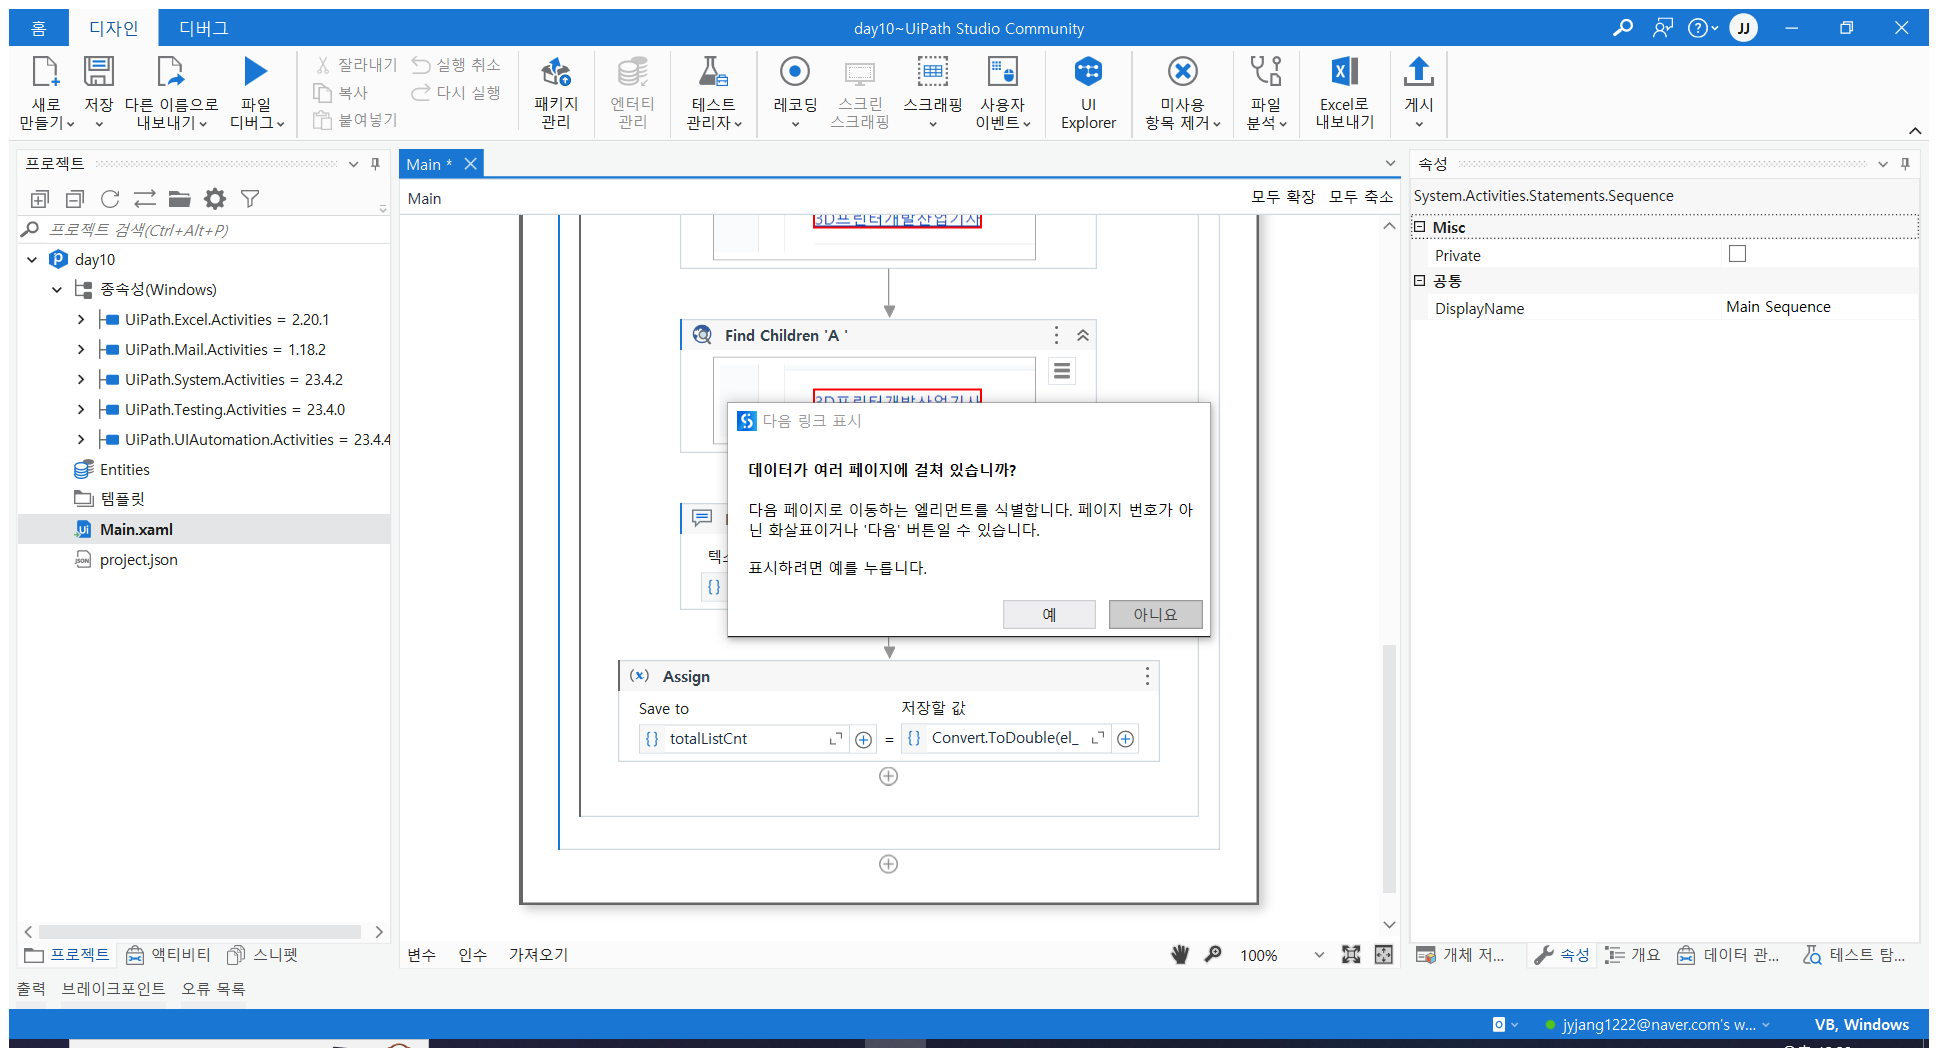 홈 디자인 디버그 day10~UiPath Studio Community JJ
새로 만들기
저장
다른 이름으로 내보내기
파일 디버그
잘라내기
복사
붙여넣기
실행 취소
다시 실행
패키지 관리
엔터티 관리
테스트 관리자
레코딩
스크린 스크래핑
스크래핑
사용자 이벤트
UI Explorer
미사용 항목 제거
파일 분석
Excel로 내보내기
게시
프로젝트
프로젝트 검색(Ctrl+Alt+P)
day10
종속성(Windows)
UiPath.Excel.Activities = 2.20.1
UiPath.Mail.Activities = 1.18.2
UiPath.System.Activities = 23.4.2
UiPath.Testing.Activities = 23.4.0
UiPath.UIAutomation.Activities = 23.4.4
Entities
템플릿
Main.xaml
project.json
프로젝트 액티비티 스니펫
Main *
Main 모두 확장 모두 축소
3D프린터개발산업기사
Find Children 'A '
3D프린터개발산업기사
다음 링크 표시
데이터가 여러 페이지에 걸쳐 있습니까?
다음 페이지로 이동하는 엘리먼트를 식별합니다. 페이지 번호가 아
닌 화살표이거나 '다음' 버튼일 수 있습니다.
표시하려면 예를 누릅니다.
예 아니요
Assign
Save to 저장할 값
totalListCnt = Convert.ToDouble(el_
변수 인수 가져오기 100%
속성
System.Activities.Statements.Sequence
Misc
Private
공통
DisplayName Main Sequence
개체 저... 속성 개요 데이터 관... 테스트 탐...
출력 브레이크포인트 오류 목록
jyjang1222@naver.com's w... VB, Windows